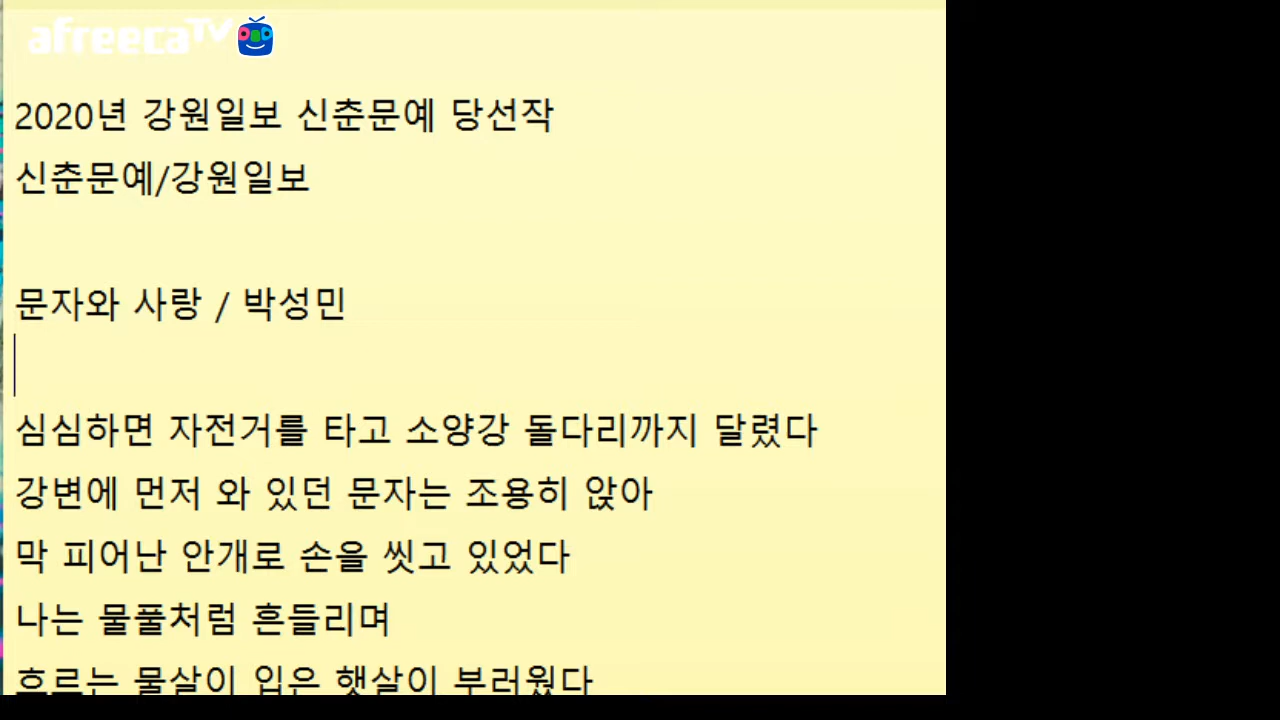 afreecaTV
2020년 강원일보 신춘문예 당선작
신춘문예/강원일보
문자와 사랑 / 박성민
심심하면 자전거를 타고 소양강 돌다리까지 달렸다
강변에 먼저 와 있던 문자는 조용히 앉아
막 피어난 안개로 손을 씻고 있었다
나는 물풀처럼 흔들리며
흐르는 물살이 입은 햇살이 부러웠다